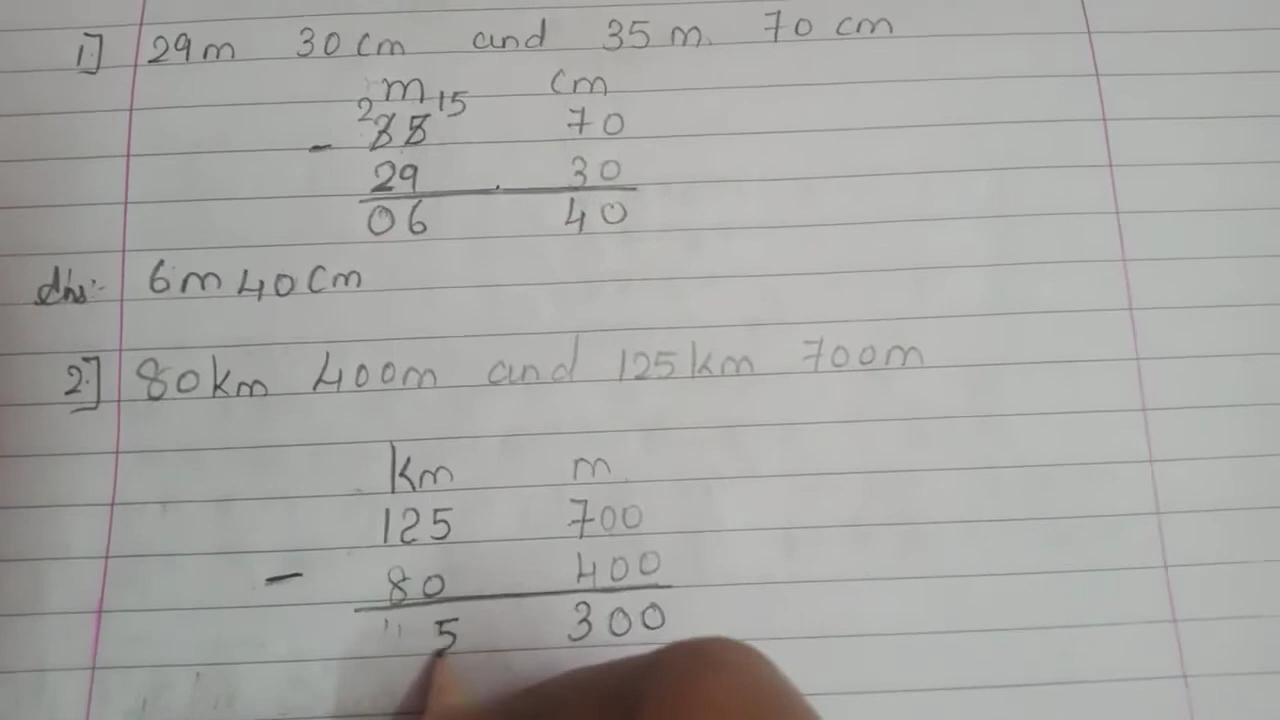 1.] 29m 30cm and 35m. 70cm
m cm
2 15
- 35 70
29 . 30
06 40
Ans:- 6m 40cm
2.] 80km 400m and 125km 700m
km m
125 700
- 80 400
5 300